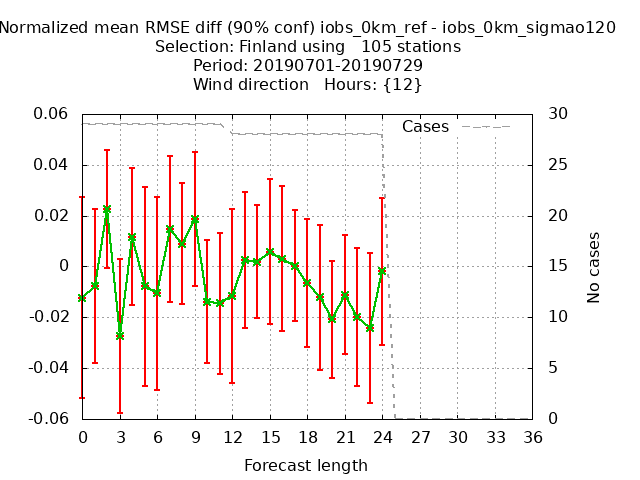 Normalized mean RMSE diff (90% conf) iobs_0km_ref - iobs_0km_sigmao120
Selection: Finland using   105 stations
Period: 20190701-20190729
Wind direction   Hours: {12}
Cases
0.06
0.04
0.02
0
-0.02
-0.04
-0.06
30
25
20
15
10
5
0
No cases
0 3 6 9 12 15 18 21 24 27 30 33 36
Forecast length